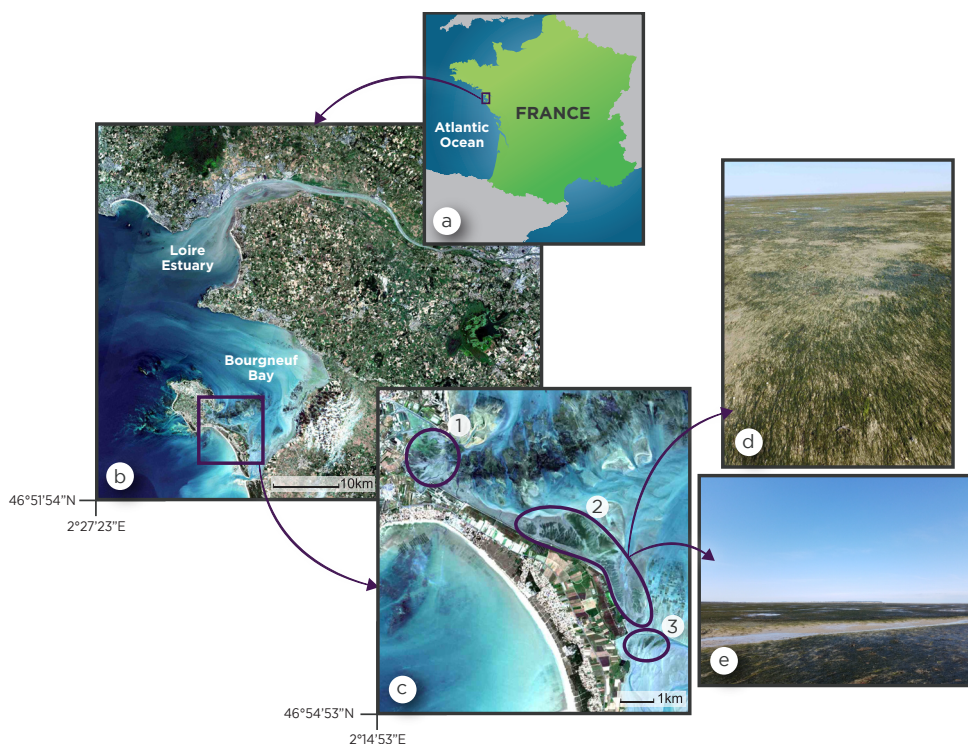 FRANCE
Atlantic
Ocean
a
Loire
Estuary
Bourgneuf
Bay
b
10km
46°51’54”N
2°27’23”E
1
2
3
c
1km
46°54’53”N
2°14’53”E
d
e